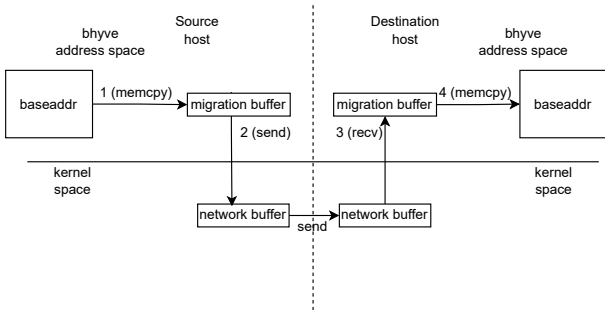 Source
host
Destination
host
bhyve
address space
bhyve
address space
baseaddr
1 (memcpy)
migration buffer
migration buffer
4 (memcpy)
baseaddr
2 (send)
3 (recv)
kernel
space
kernel
space
network buffer
send
network buffer